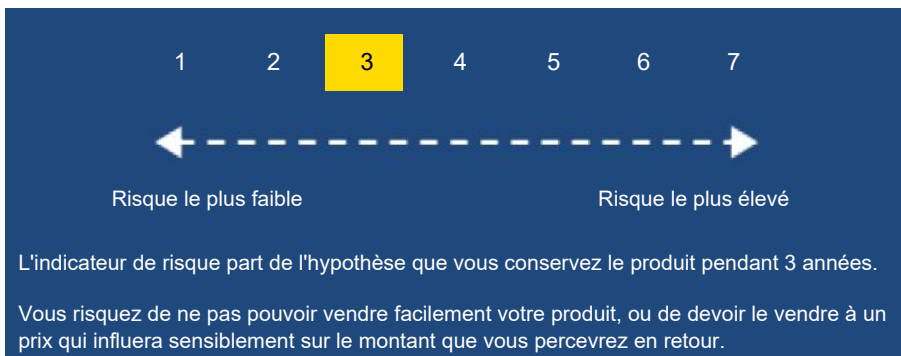 1 2 3 4 5 6 7
Risque le plus faible Risque le plus élevé
L'indicateur de risque part de l'hypothèse que vous conservez le produit pendant 3 années.
Vous risquez de ne pas pouvoir vendre facilement votre produit, ou de devoir le vendre à un
prix qui influera sensiblement sur le montant que vous percevrez en retour.